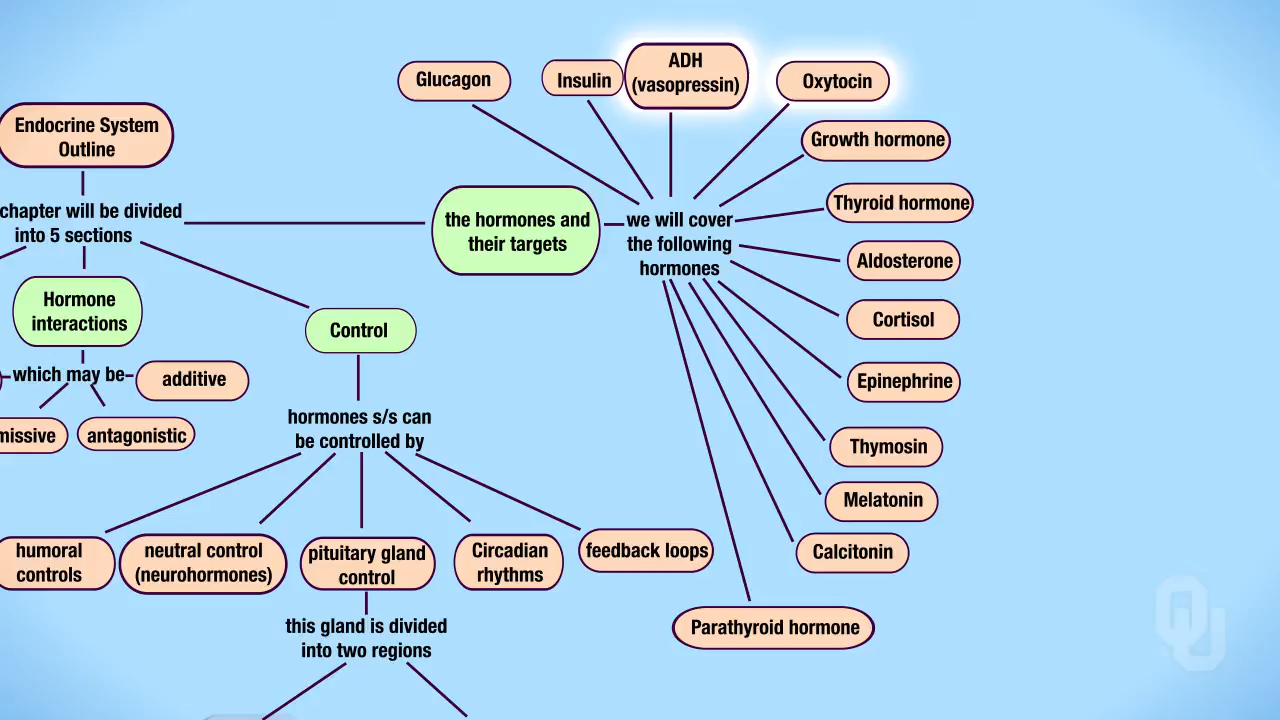 Glucagon
Insulin
ADH
(vasopressin)
Oxytocin
Growth hormone
Thyroid hormone
Aldosterone
Cortisol
Epinephrine
Thymosin
Melatonin
Calcitonin
Parathyroid hormone
we will cover
the following
hormones
the hormones and
their targets
Endocrine System
Outline
chapter will be divided
into 5 sections
Hormone
interactions
which may be
additive
missive
antagonistic
Control
hormones s/s can
be controlled by
humoral
controls
neutral control
(neurohormones)
pituitary gland
control
Circadian
rhythms
feedback loops
this gland is divided
into two regions
OU